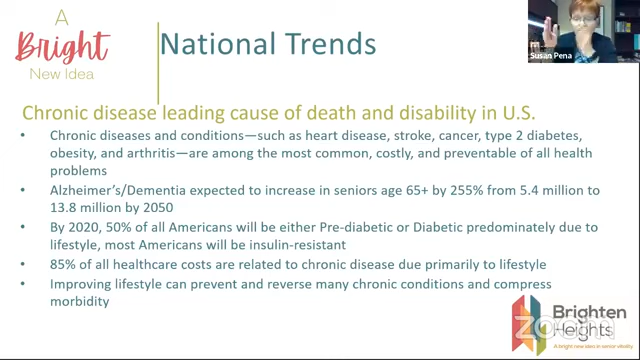 A
Bright
New Idea
National Trends
Susan Pena
Chronic disease leading cause of death and disability in U.S.
• Chronic diseases and conditions—such as heart disease, stroke, cancer, type 2 diabetes,
obesity, and arthritis—are among the most common, costly, and preventable of all health
problems
• Alzheimer's/Dementia expected to increase in seniors age 65+ by 255% from 5.4 million to
13.8 million by 2050
• By 2020, 50% of all Americans will be either Pre-diabetic or Diabetic predominately due to
lifestyle, most Americans will be insulin-resistant
• 85% of all healthcare costs are related to chronic disease due primarily to lifestyle
• Improving lifestyle can prevent and reverse many chronic conditions and compress
morbidity
Brighten
Heights
A bright new idea in senior vitality
zoom